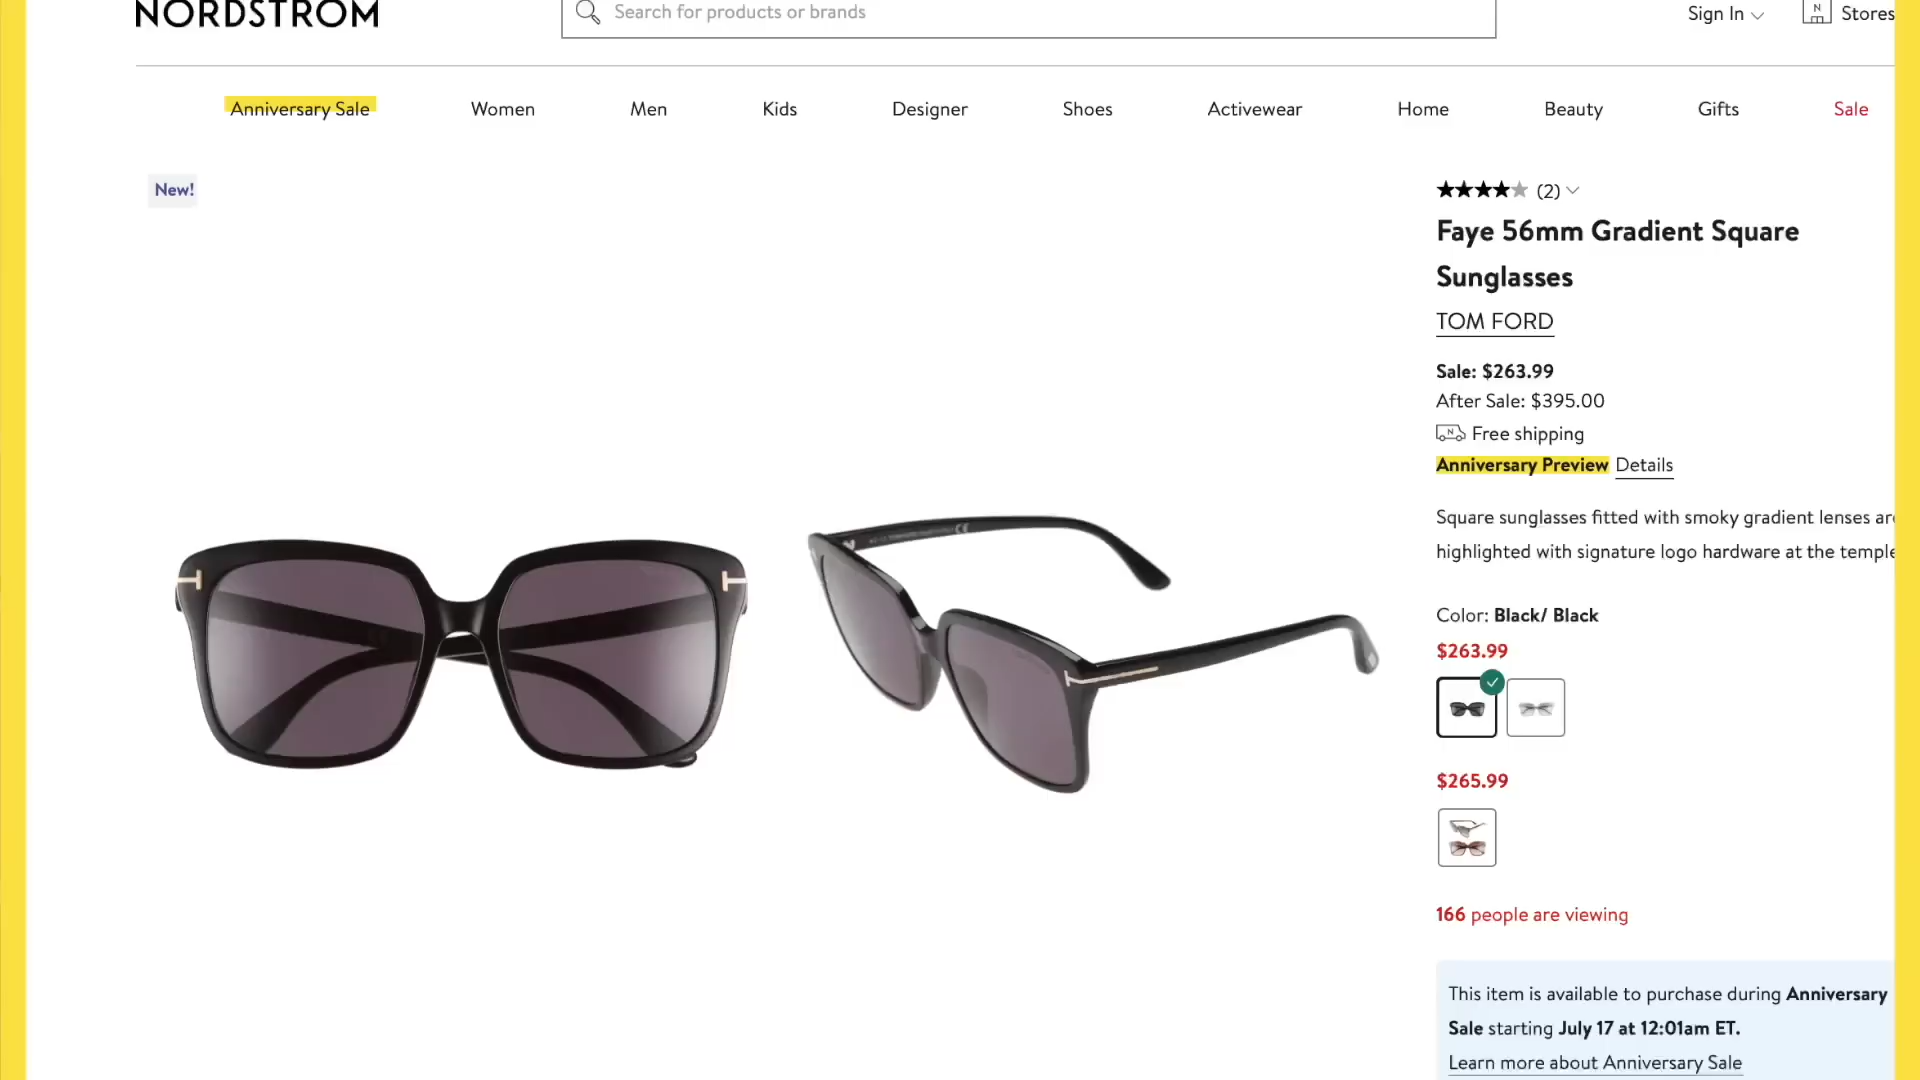 NORDSTROM
Search for products or brands
Sign In
N
Stores
Anniversary Sale
Women
Men
Kids
Designer
Shoes
Activewear
Home
Beauty
Gifts
Sale
New!
(2)
Faye 56mm Gradient Square
Sunglasses
TOM FORD
Sale: $263.99
After Sale: $395.00
N Free shipping
Anniversary Preview Details
Square sunglasses fitted with smoky gradient lenses
highlighted with signature logo hardware at the
Color: Black/ Black
$263.99
$265.99
166 people are viewing
This item is available to purchase during Anniversary
Sale starting July 17 at 12:01am ET.
Learn more about Anniversary Sale